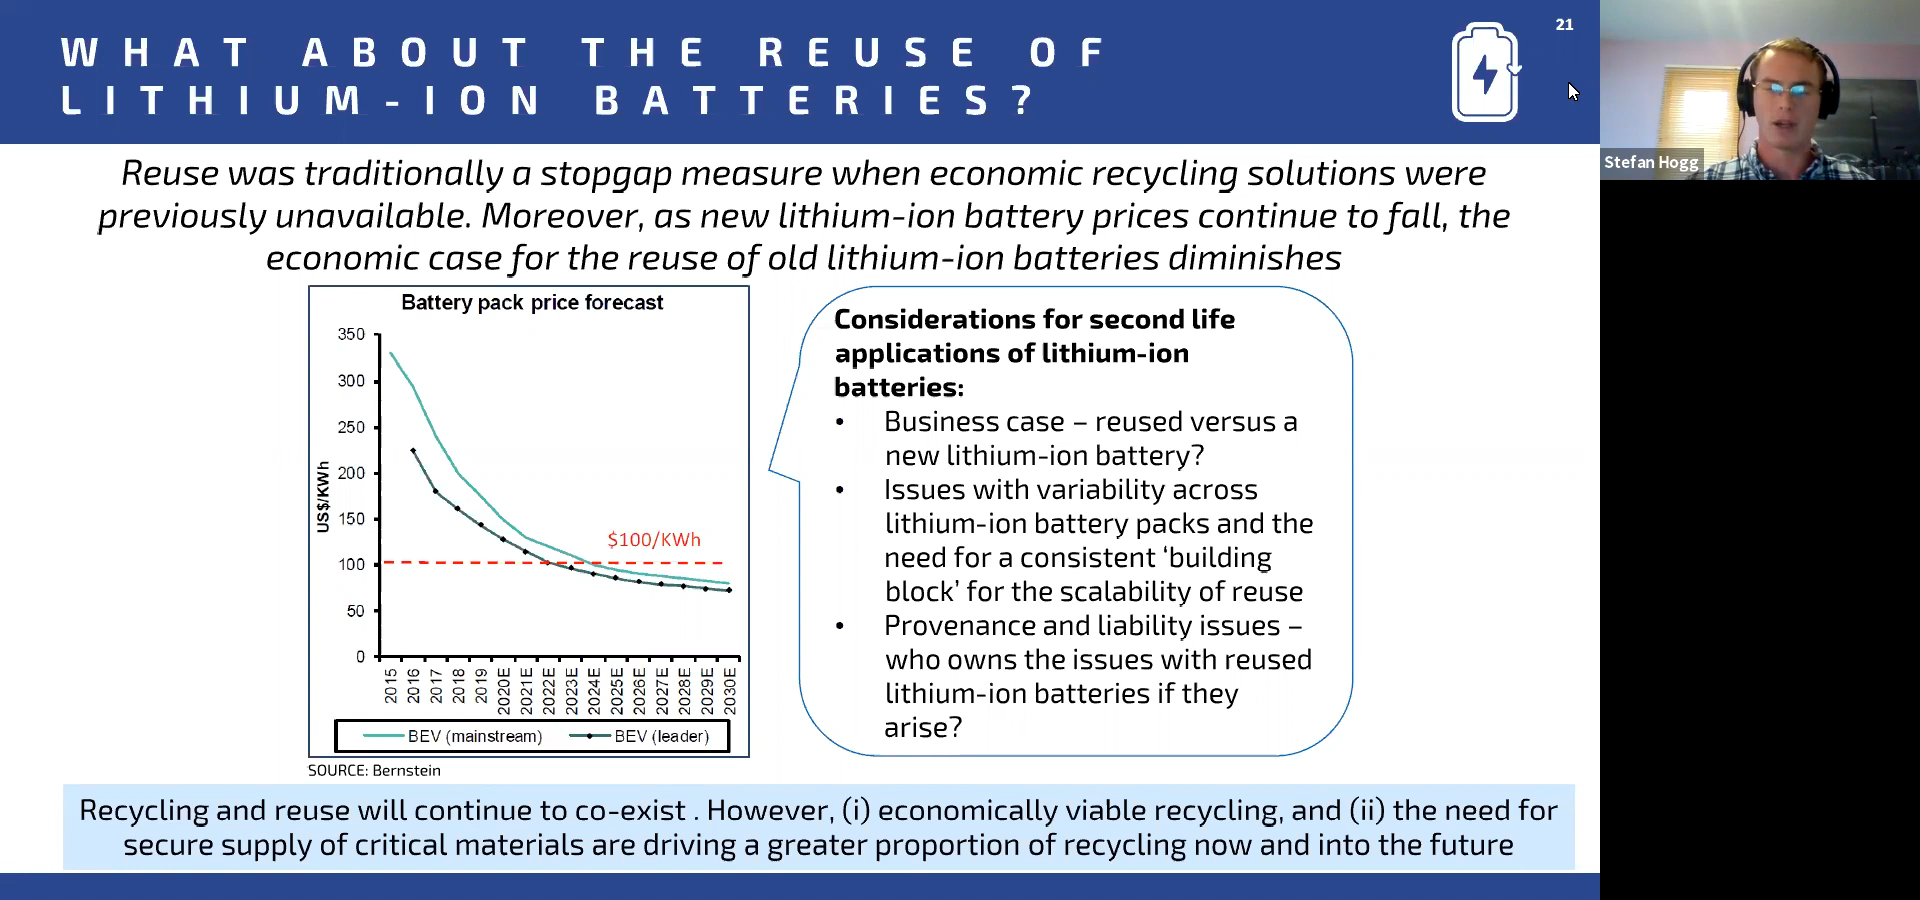 WHAT ABOUT THE REUSE OF
LITHIUM-ION BATTERIES?
21
Stefan Hogg
Reuse was traditionally a stopgap measure when economic recycling solutions were
previously unavailable. Moreover, as new lithium-ion battery prices continue to fall, the
economic case for the reuse of old lithium-ion batteries diminishes
Battery pack price forecast
350
300
250
200
150
100
50
0
US$/KWh
$100/KWh
2015
2016
2017
2018
2019
2020E
2021E
2022E
2023E
2024E
2025E
2026E
2027E
2028E
2029E
2030E
BEV (mainstream)
BEV (leader)
SOURCE: Bernstein
Considerations for second life
applications of lithium-ion
batteries:
• Business case – reused versus a
new lithium-ion battery?
• Issues with variability across
lithium-ion battery packs and the
need for a consistent ‘building
block’ for the scalability of reuse
• Provenance and liability issues –
who owns the issues with reused
lithium-ion batteries if they
arise?
Recycling and reuse will continue to co-exist . However, (i) economically viable recycling, and (ii) the need for
secure supply of critical materials are driving a greater proportion of recycling now and into the future